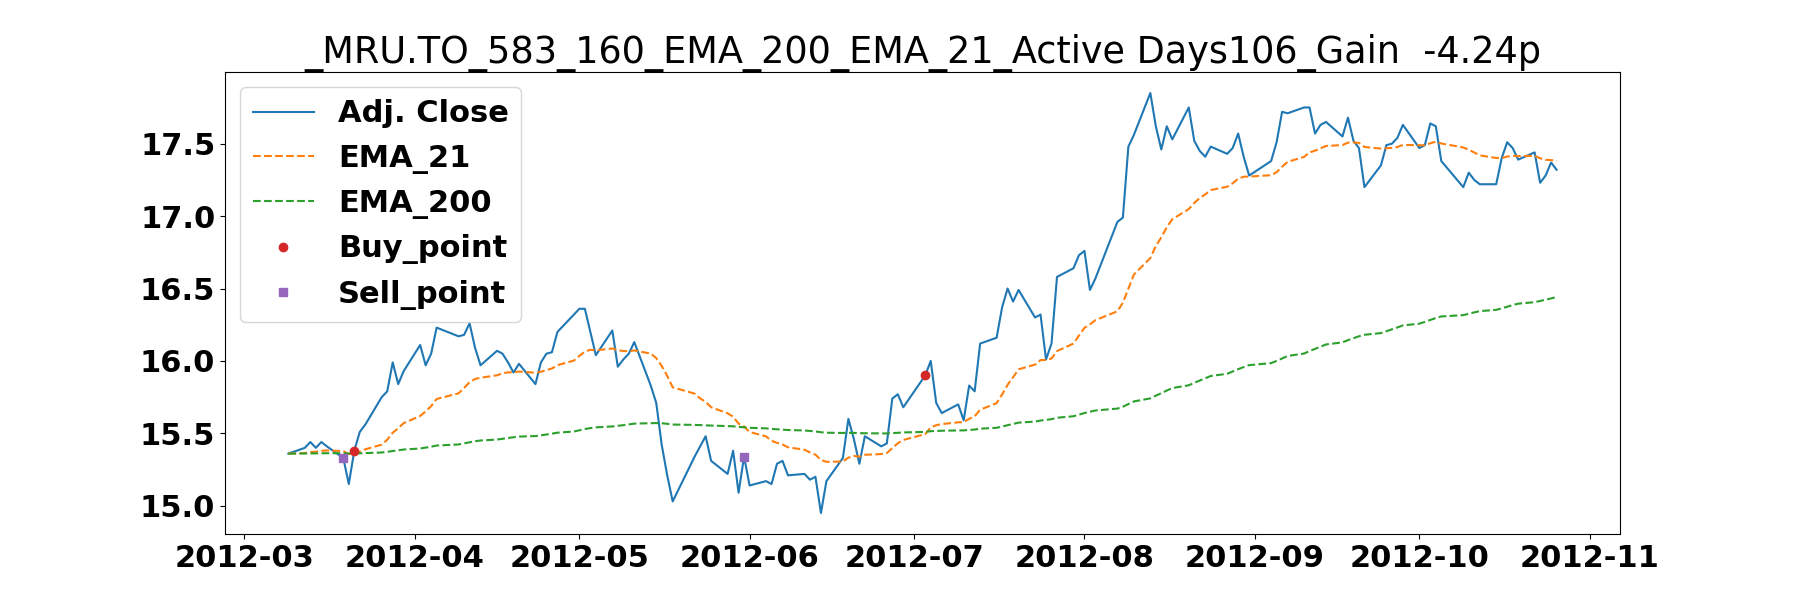 _MRU.TO_583_160_EMA_200_EMA_21_Active Days106_Gain  -4.24p
Adj. Close
EMA_21
EMA_200
Buy_point
Sell_point
17.5
17.0
16.5
16.0
15.5
15.0
2012-03 2012-04 2012-05 2012-06 2012-07 2012-08 2012-09 2012-10 2012-11